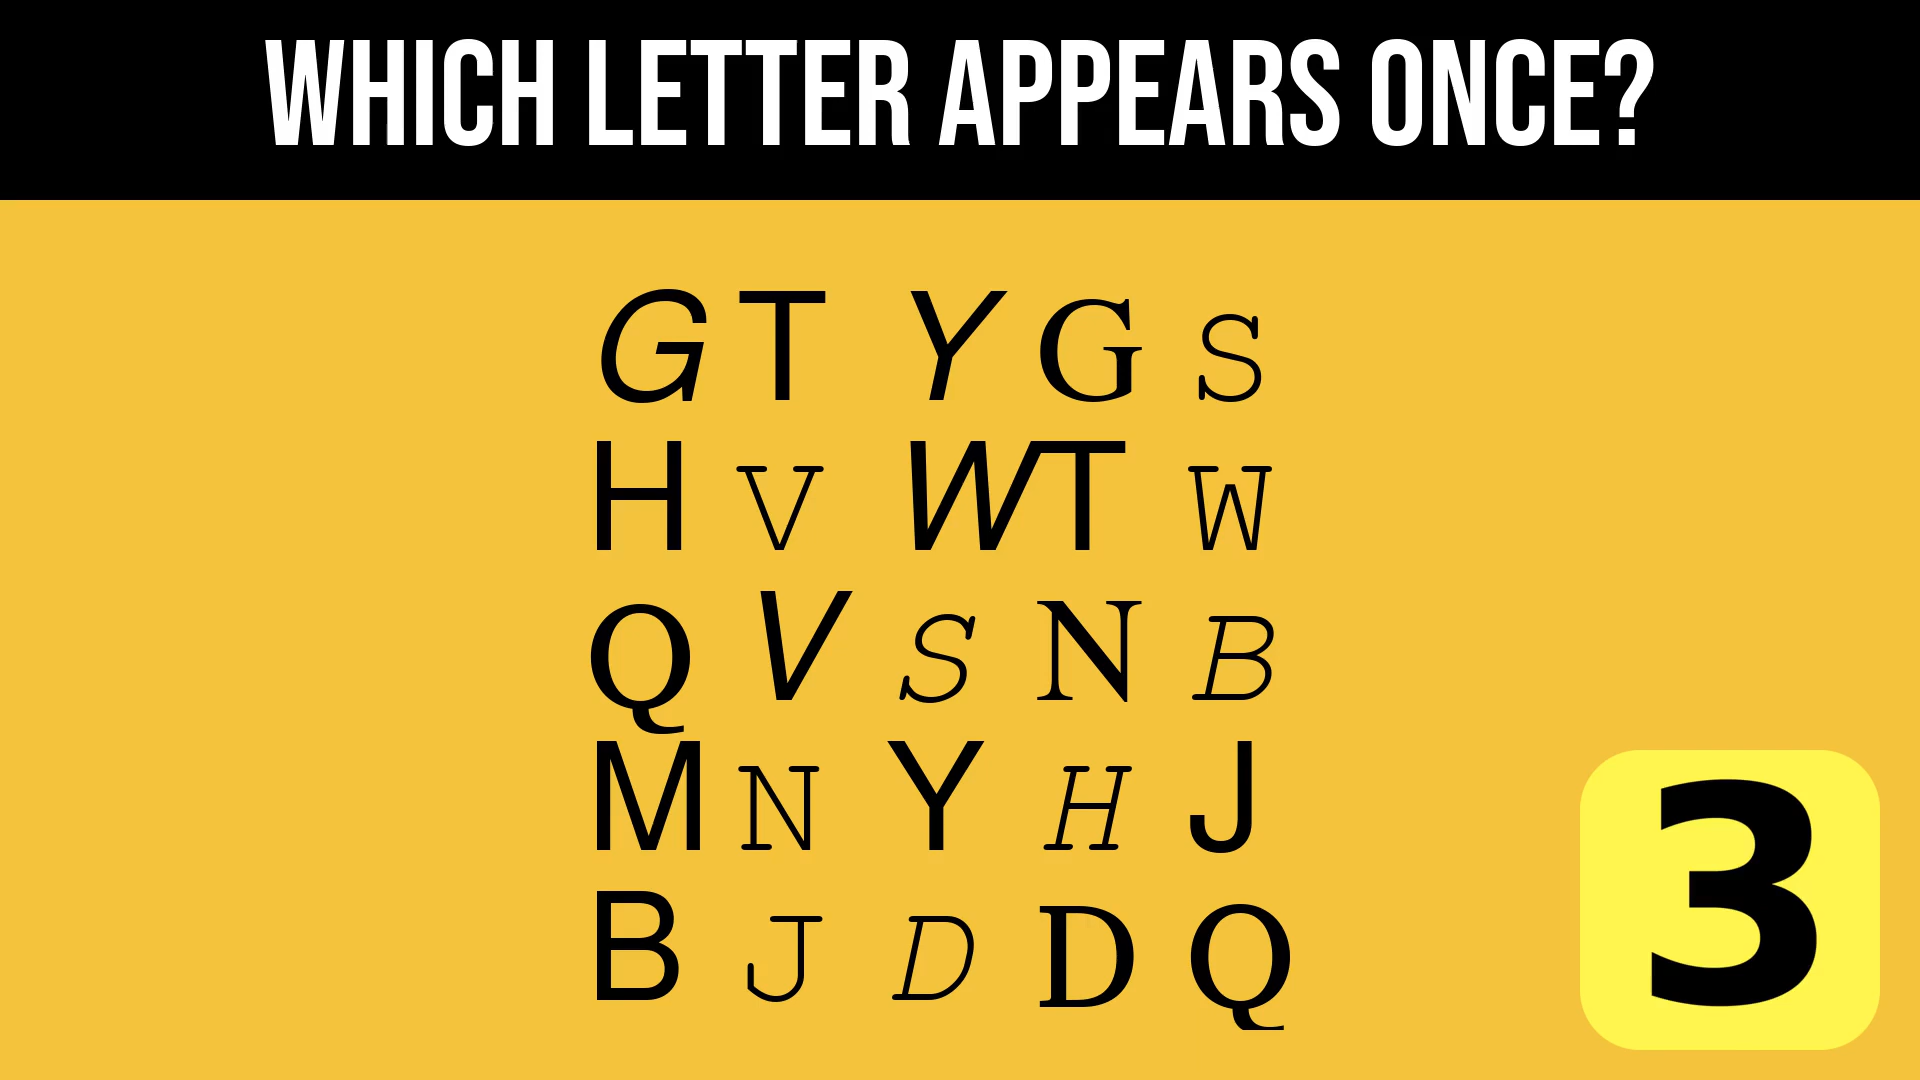 WHICH LETTER APPEARS ONCE?
G T Y G S
H V W T W
Q V S N B
M N Y H J
B J D D Q
3